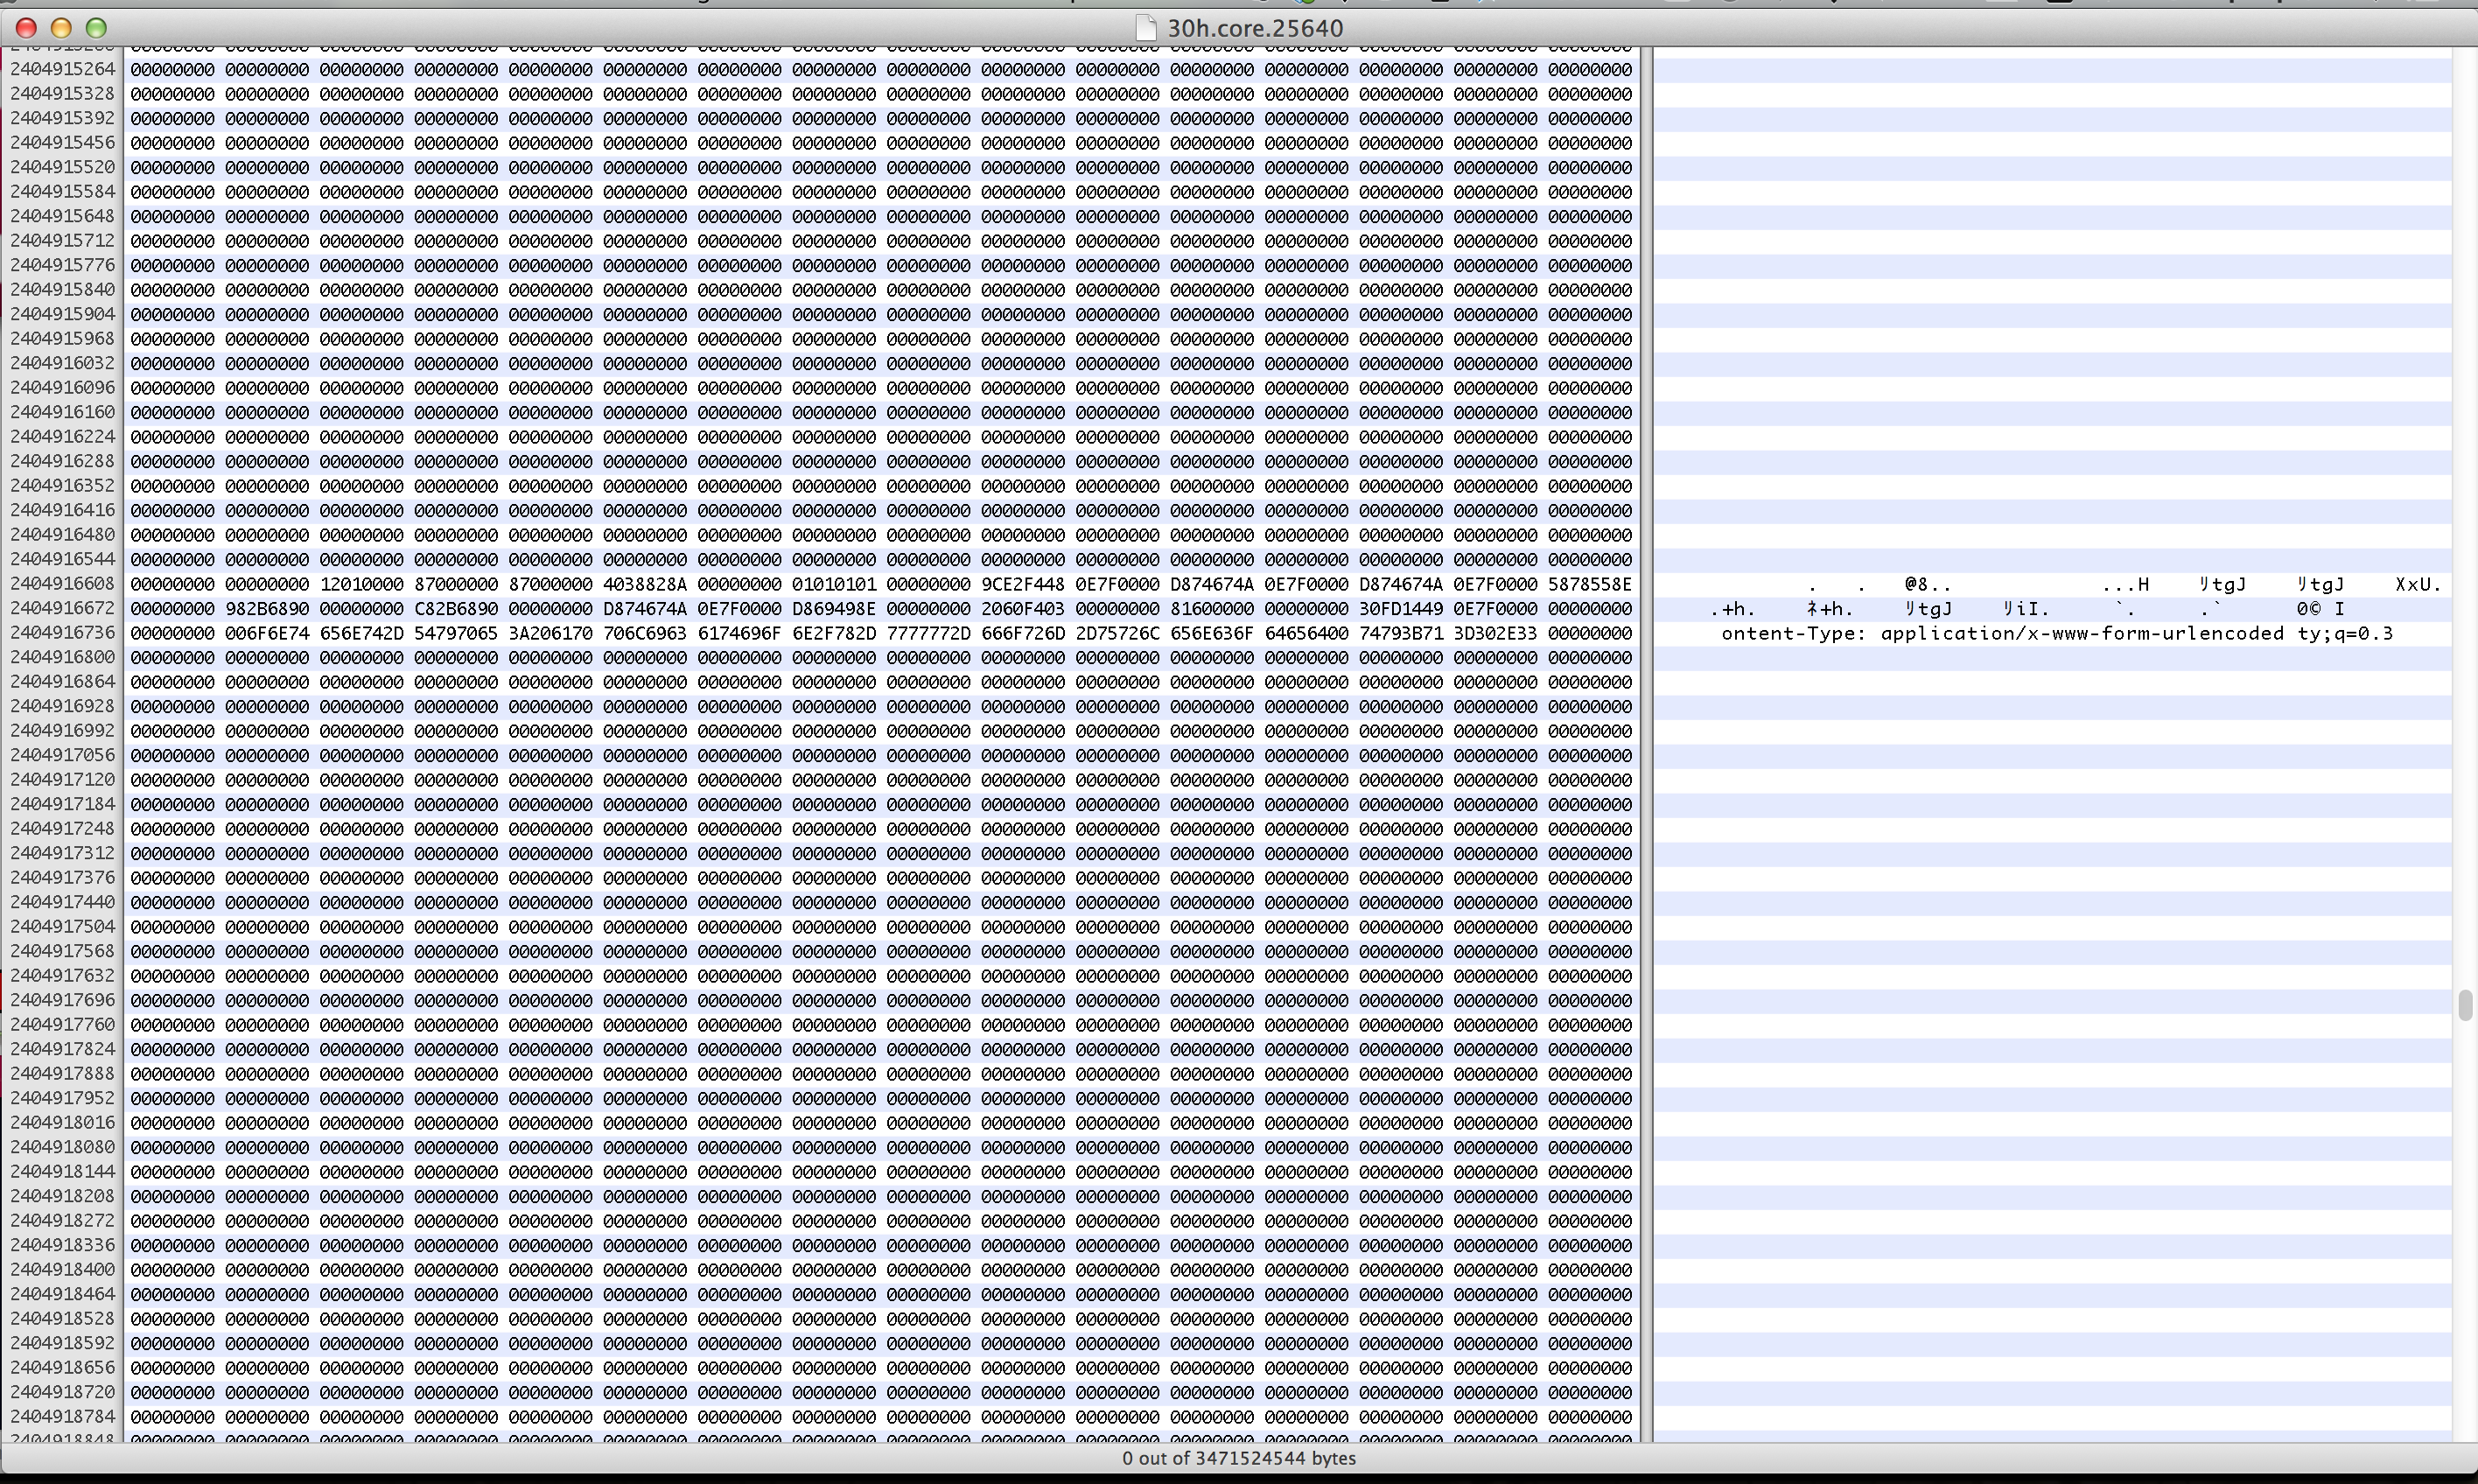 30h.core.25640
2404915264 00000000 00000000 00000000 00000000 00000000 00000000 00000000 00000000 00000000 00000000 00000000 00000000 00000000 00000000 00000000 00000000
2404915328 00000000 00000000 00000000 00000000 00000000 00000000 00000000 00000000 00000000 00000000 00000000 00000000 00000000 00000000 00000000 00000000
2404915392 00000000 00000000 00000000 00000000 00000000 00000000 00000000 00000000 00000000 00000000 00000000 00000000 00000000 00000000 00000000 00000000
2404915456 00000000 00000000 00000000 00000000 00000000 00000000 00000000 00000000 00000000 00000000 00000000 00000000 00000000 00000000 00000000 00000000
2404915520 00000000 00000000 00000000 00000000 00000000 00000000 00000000 00000000 00000000 00000000 00000000 00000000 00000000 00000000 00000000 00000000
2404915584 00000000 00000000 00000000 00000000 00000000 00000000 00000000 00000000 00000000 00000000 00000000 00000000 00000000 00000000 00000000 00000000
2404915648 00000000 00000000 00000000 00000000 00000000 00000000 00000000 00000000 00000000 00000000 00000000 00000000 00000000 00000000 00000000 00000000
2404915712 00000000 00000000 00000000 00000000 00000000 00000000 00000000 00000000 00000000 00000000 00000000 00000000 00000000 00000000 00000000 00000000
2404915776 00000000 00000000 00000000 00000000 00000000 00000000 00000000 00000000 00000000 00000000 00000000 00000000 00000000 00000000 00000000 00000000
2404915840 00000000 00000000 00000000 00000000 00000000 00000000 00000000 00000000 00000000 00000000 00000000 00000000 00000000 00000000 00000000 00000000
2404915904 00000000 00000000 00000000 00000000 00000000 00000000 00000000 00000000 00000000 00000000 00000000 00000000 00000000 00000000 00000000 00000000
2404915968 00000000 00000000 00000000 00000000 00000000 00000000 00000000 00000000 00000000 00000000 00000000 00000000 00000000 00000000 00000000 00000000
2404916032 00000000 00000000 00000000 00000000 00000000 00000000 00000000 00000000 00000000 00000000 00000000 00000000 00000000 00000000 00000000 00000000
2404916096 00000000 00000000 00000000 00000000 00000000 00000000 00000000 00000000 00000000 00000000 00000000 00000000 00000000 00000000 00000000 00000000
2404916160 00000000 00000000 00000000 00000000 00000000 00000000 00000000 00000000 00000000 00000000 00000000 00000000 00000000 00000000 00000000 00000000
2404916224 00000000 00000000 00000000 00000000 00000000 00000000 00000000 00000000 00000000 00000000 00000000 00000000 00000000 00000000 00000000 00000000
2404916288 00000000 00000000 00000000 00000000 00000000 00000000 00000000 00000000 00000000 00000000 00000000 00000000 00000000 00000000 00000000 00000000
2404916352 00000000 00000000 00000000 00000000 00000000 00000000 00000000 00000000 00000000 00000000 00000000 00000000 00000000 00000000 00000000 00000000
2404916416 00000000 00000000 00000000 00000000 00000000 00000000 00000000 00000000 00000000 00000000 00000000 00000000 00000000 00000000 00000000 00000000
2404916480 00000000 00000000 00000000 00000000 00000000 00000000 00000000 00000000 00000000 00000000 00000000 00000000 00000000 00000000 00000000 00000000
2404916544 00000000 00000000 00000000 00000000 00000000 00000000 00000000 00000000 00000000 00000000 00000000 00000000 00000000 00000000 00000000 00000000
2404916608 00000000 00000000 12010000 87000000 87000000 4038828A 00000000 01010101 00000000 9CE2F448 0E7F0000 D874674A 0E7F0000 D874674A 0E7F0000 5878558E . . @8.. ...H ﾘtgJ ﾘtgJ XxU.
2404916672 00000000 982B6890 00000000 C82B6890 00000000 D874674A 0E7F0000 D869498E 00000000 2060F403 00000000 81600000 00000000 30FD1449 0E7F0000 00000000 .+h. ﾈ+h. ﾘtgJ ﾘiI. `. .` 0© I
2404916736 00000000 006F6E74 656E742D 54797065 3A206170 706C6963 6174696F 6E2F782D 7777772D 666F726D 2D75726C 656E636F 64656400 74793B71 3D302E33 00000000 ontent-Type: application/x-www-form-urlencoded ty;q=0.3
2404916800 00000000 00000000 00000000 00000000 00000000 00000000 00000000 00000000 00000000 00000000 00000000 00000000 00000000 00000000 00000000 00000000
2404916864 00000000 00000000 00000000 00000000 00000000 00000000 00000000 00000000 00000000 00000000 00000000 00000000 00000000 00000000 00000000 00000000
2404916928 00000000 00000000 00000000 00000000 00000000 00000000 00000000 00000000 00000000 00000000 00000000 00000000 00000000 00000000 00000000 00000000
2404916992 00000000 00000000 00000000 00000000 00000000 00000000 00000000 00000000 00000000 00000000 00000000 00000000 00000000 00000000 00000000 00000000
2404917056 00000000 00000000 00000000 00000000 00000000 00000000 00000000 00000000 00000000 00000000 00000000 00000000 00000000 00000000 00000000 00000000
2404917120 00000000 00000000 00000000 00000000 00000000 00000000 00000000 00000000 00000000 00000000 00000000 00000000 00000000 00000000 00000000 00000000
2404917184 00000000 00000000 00000000 00000000 00000000 00000000 00000000 00000000 00000000 00000000 00000000 00000000 00000000 00000000 00000000 00000000
2404917248 00000000 00000000 00000000 00000000 00000000 00000000 00000000 00000000 00000000 00000000 00000000 00000000 00000000 00000000 00000000 00000000
2404917312 00000000 00000000 00000000 00000000 00000000 00000000 00000000 00000000 00000000 00000000 00000000 00000000 00000000 00000000 00000000 00000000
2404917376 00000000 00000000 00000000 00000000 00000000 00000000 00000000 00000000 00000000 00000000 00000000 00000000 00000000 00000000 00000000 00000000
2404917440 00000000 00000000 00000000 00000000 00000000 00000000 00000000 00000000 00000000 00000000 00000000 00000000 00000000 00000000 00000000 00000000
2404917504 00000000 00000000 00000000 00000000 00000000 00000000 00000000 00000000 00000000 00000000 00000000 00000000 00000000 00000000 00000000 00000000
2404917568 00000000 00000000 00000000 00000000 00000000 00000000 00000000 00000000 00000000 00000000 00000000 00000000 00000000 00000000 00000000 00000000
2404917632 00000000 00000000 00000000 00000000 00000000 00000000 00000000 00000000 00000000 00000000 00000000 00000000 00000000 00000000 00000000 00000000
2404917696 00000000 00000000 00000000 00000000 00000000 00000000 00000000 00000000 00000000 00000000 00000000 00000000 00000000 00000000 00000000 00000000
2404917760 00000000 00000000 00000000 00000000 00000000 00000000 00000000 00000000 00000000 00000000 00000000 00000000 00000000 00000000 00000000 00000000
2404917824 00000000 00000000 00000000 00000000 00000000 00000000 00000000 00000000 00000000 00000000 00000000 00000000 00000000 00000000 00000000 00000000
2404917888 00000000 00000000 00000000 00000000 00000000 00000000 00000000 00000000 00000000 00000000 00000000 00000000 00000000 00000000 00000000 00000000
2404917952 00000000 00000000 00000000 00000000 00000000 00000000 00000000 00000000 00000000 00000000 00000000 00000000 00000000 00000000 00000000 00000000
2404918016 00000000 00000000 00000000 00000000 00000000 00000000 00000000 00000000 00000000 00000000 00000000 00000000 00000000 00000000 00000000 00000000
2404918080 00000000 00000000 00000000 00000000 00000000 00000000 00000000 00000000 00000000 00000000 00000000 00000000 00000000 00000000 00000000 00000000
2404918144 00000000 00000000 00000000 00000000 00000000 00000000 00000000 00000000 00000000 00000000 00000000 00000000 00000000 00000000 00000000 00000000
2404918208 00000000 00000000 00000000 00000000 00000000 00000000 00000000 00000000 00000000 00000000 00000000 00000000 00000000 00000000 00000000 00000000
2404918272 00000000 00000000 00000000 00000000 00000000 00000000 00000000 00000000 00000000 00000000 00000000 00000000 00000000 00000000 00000000 00000000
2404918336 00000000 00000000 00000000 00000000 00000000 00000000 00000000 00000000 00000000 00000000 00000000 00000000 00000000 00000000 00000000 00000000
2404918400 00000000 00000000 00000000 00000000 00000000 00000000 00000000 00000000 00000000 00000000 00000000 00000000 00000000 00000000 00000000 00000000
2404918464 00000000 00000000 00000000 00000000 00000000 00000000 00000000 00000000 00000000 00000000 00000000 00000000 00000000 00000000 00000000 00000000
2404918528 00000000 00000000 00000000 00000000 00000000 00000000 00000000 00000000 00000000 00000000 00000000 00000000 00000000 00000000 00000000 00000000
2404918592 00000000 00000000 00000000 00000000 00000000 00000000 00000000 00000000 00000000 00000000 00000000 00000000 00000000 00000000 00000000 00000000
2404918656 00000000 00000000 00000000 00000000 00000000 00000000 00000000 00000000 00000000 00000000 00000000 00000000 00000000 00000000 00000000 00000000
2404918720 00000000 00000000 00000000 00000000 00000000 00000000 00000000 00000000 00000000 00000000 00000000 00000000 00000000 00000000 00000000 00000000
2404918784 00000000 00000000 00000000 00000000 00000000 00000000 00000000 00000000 00000000 00000000 00000000 00000000 00000000 00000000 00000000 00000000
0 out of 3471524544 bytes